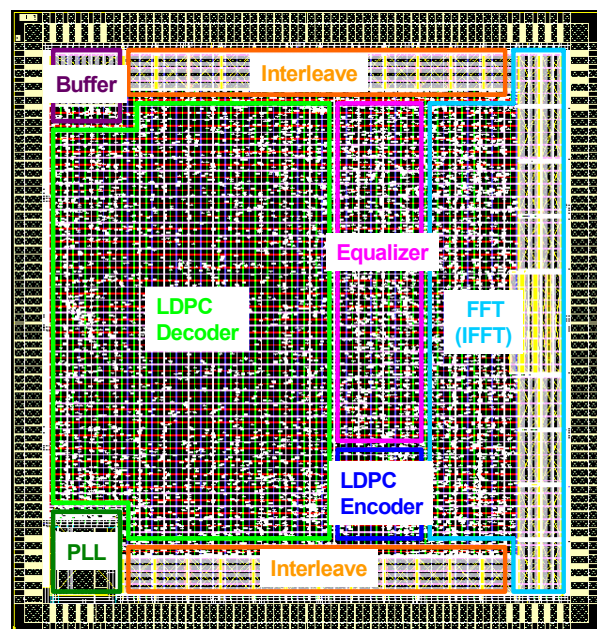 Buffer
Interleave
Equalizer
LDPC
Decoder
FFT
(IFFT)
LDPC
Encoder
PLL
Interleave